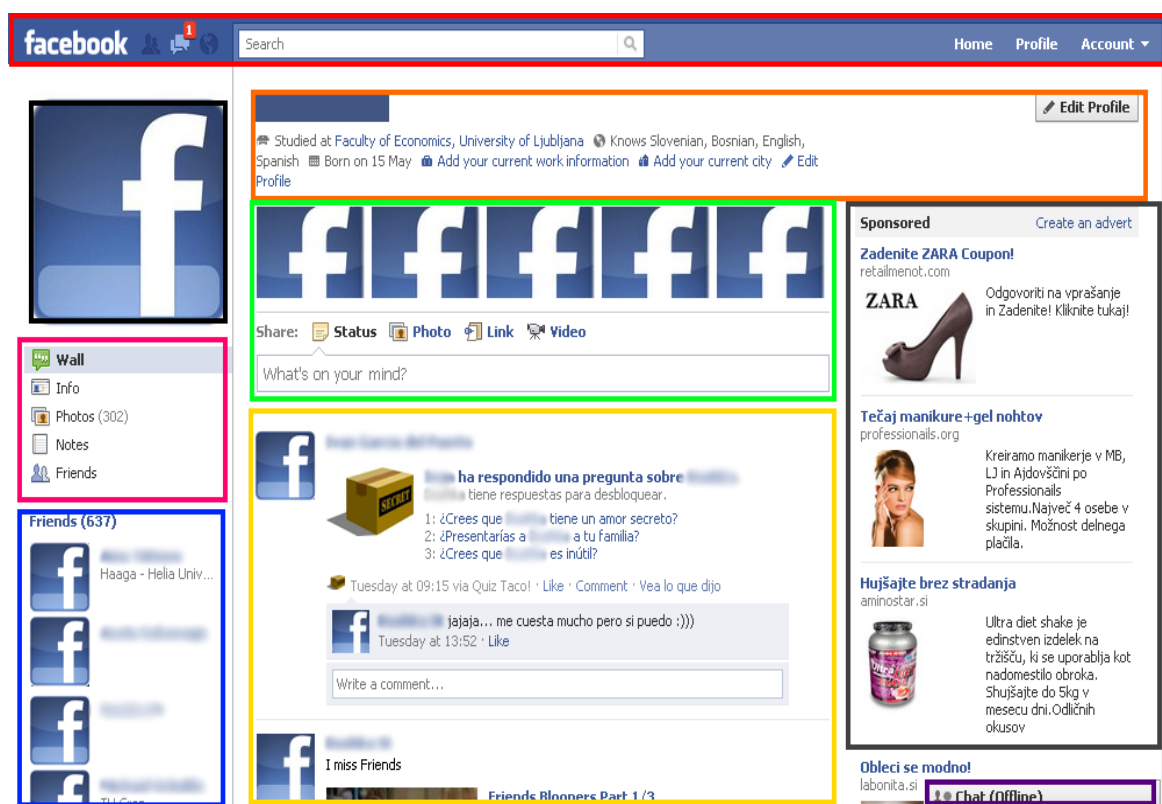 facebook
1
Search
Home Profile Account
Edit Profile
Studied at Faculty of Economics, University of Ljubljana Knows Slovenian, Bosnian, English,
Spanish Born on 15 May Add your current work information Add your current city Edit
Profile
Wall
Info
Photos (302)
Notes
Friends
Friends (637)
Haaga - Helia Univ...
Share: Status Photo Link Video
What's on your mind?
ha respondido una pregunta sobre
tiene respuestas para desbloquear.
SECRET
1: ¿Crees que tiene un amor secreto?
2: ¿Presentarías a a tu familia?
3: ¿Crees que es inútil?
Tuesday at 09:15 via Quiz Taco! · Like · Comment · Vea lo que dijo
jajaja... me cuesta mucho pero si puedo :)))
Tuesday at 13:52 · Like
Write a comment...
I miss Friends
Friends Bloopers Part 1/3
Sponsored Create an advert
Zadenite ZARA Coupon!
retailmenot.com
ZARA
Odgovoriti na vprašanje
in Zadenite! Kliknite tukaj!
Tečaj manikure+gel nohtov
professionails.org
Kreiramo manikerje v MB,
LJ in Ajdovščini po
Professionails
sistemu.Največ 4 osebe v
skupini. Možnost delnega
plačila.
Hujšajte brez stradanja
aminostar.si
Ultra diet shake je
edinstven izdelek na
tržišču, ki se uporablja kot
nadomestilo obroka.
Shujšajte do 5kg v
mesecu dni.Odličnih
okusov
Obleci se modno!
labonita.si
Chat (Offline)